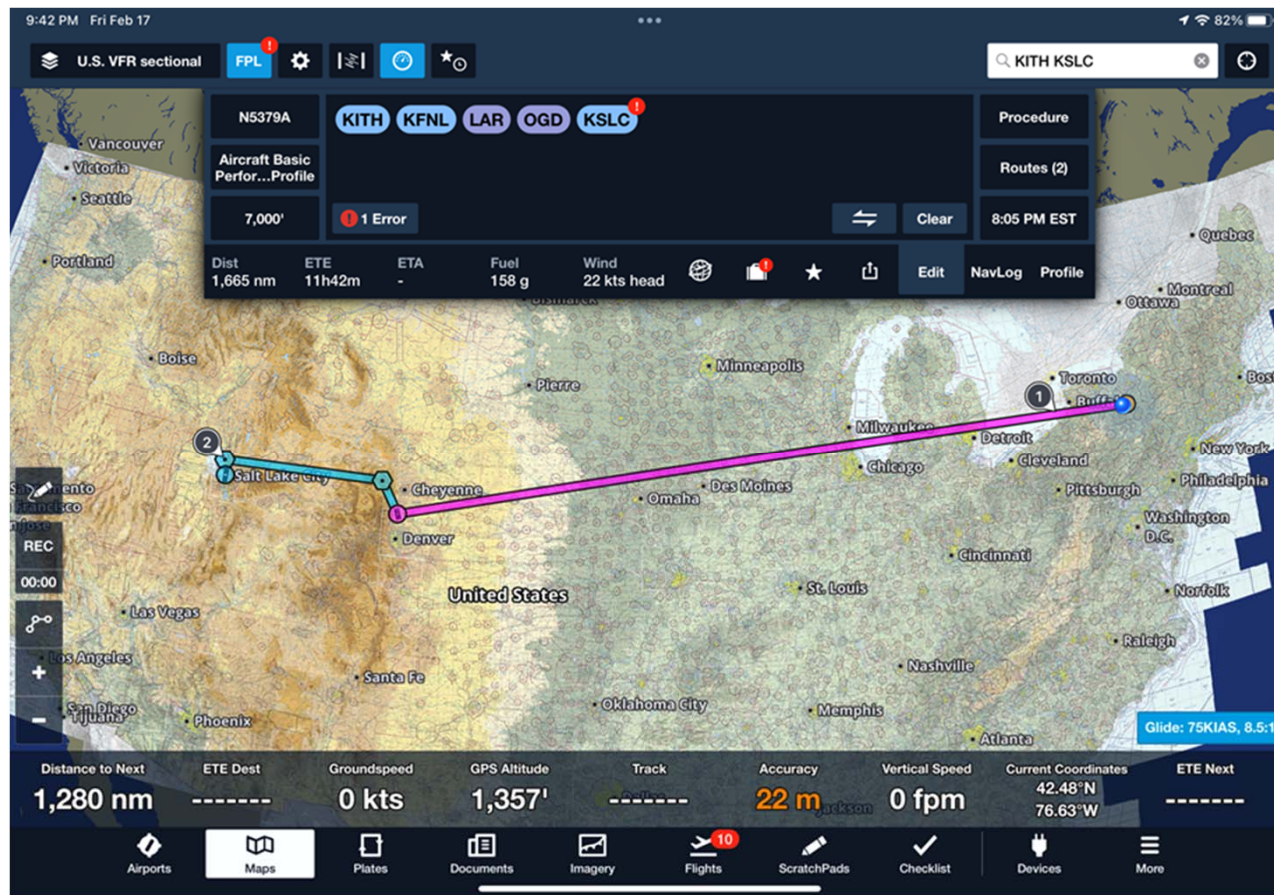 9:42 PM Fri Feb 17
82%
U.S. VFR sectional
FPL !
KITH KSLC
N5379A
KITH KFNL LAR OGD KSLC !
Procedure
Aircraft Basic
Perfor...Profile
Routes (2)
7,000'
! 1 Error
Clear
8:05 PM EST
Dist
1,665 nm
ETE
11h42m
ETA
-
Fuel
158 g
Wind
22 kts head
!
Edit
NavLog
Profile
Vancouver
Victoria
Seattle
Portland
Quebec
Montreal
Ottawa
Bismarck
Boise
Minneapolis
Pierre
Toronto
1
Milwaukee
Detroit
2
Chicago
Cleveland
New York
Salt Lake City
Cheyenne
Des Moines
Omaha
Pittsburgh
Philadelphia
Washington
D.C.
Denver
Cincinnati
REC
00:00
United States
St. Louis
Norfolk
Las Vegas
Raleigh
Los Angeles
Santa Fe
Nashville
+
San Diego
Tijuana
Phoenix
Oklahoma City
Memphis
Atlanta
-
Glide: 75KIAS, 8.5:1
Distance to Next
1,280 nm
ETE Dest
-------
Groundspeed
0 kts
GPS Altitude
1,357'
Track
-------
Accuracy
22 m
Vertical Speed
0 fpm
Current Coordinates
42.48°N
76.63°W
ETE Next
-------
Dallas
Jackson
Airports
Maps
Plates
Documents
Imagery
Flights
10
ScratchPads
Checklist
Devices
More